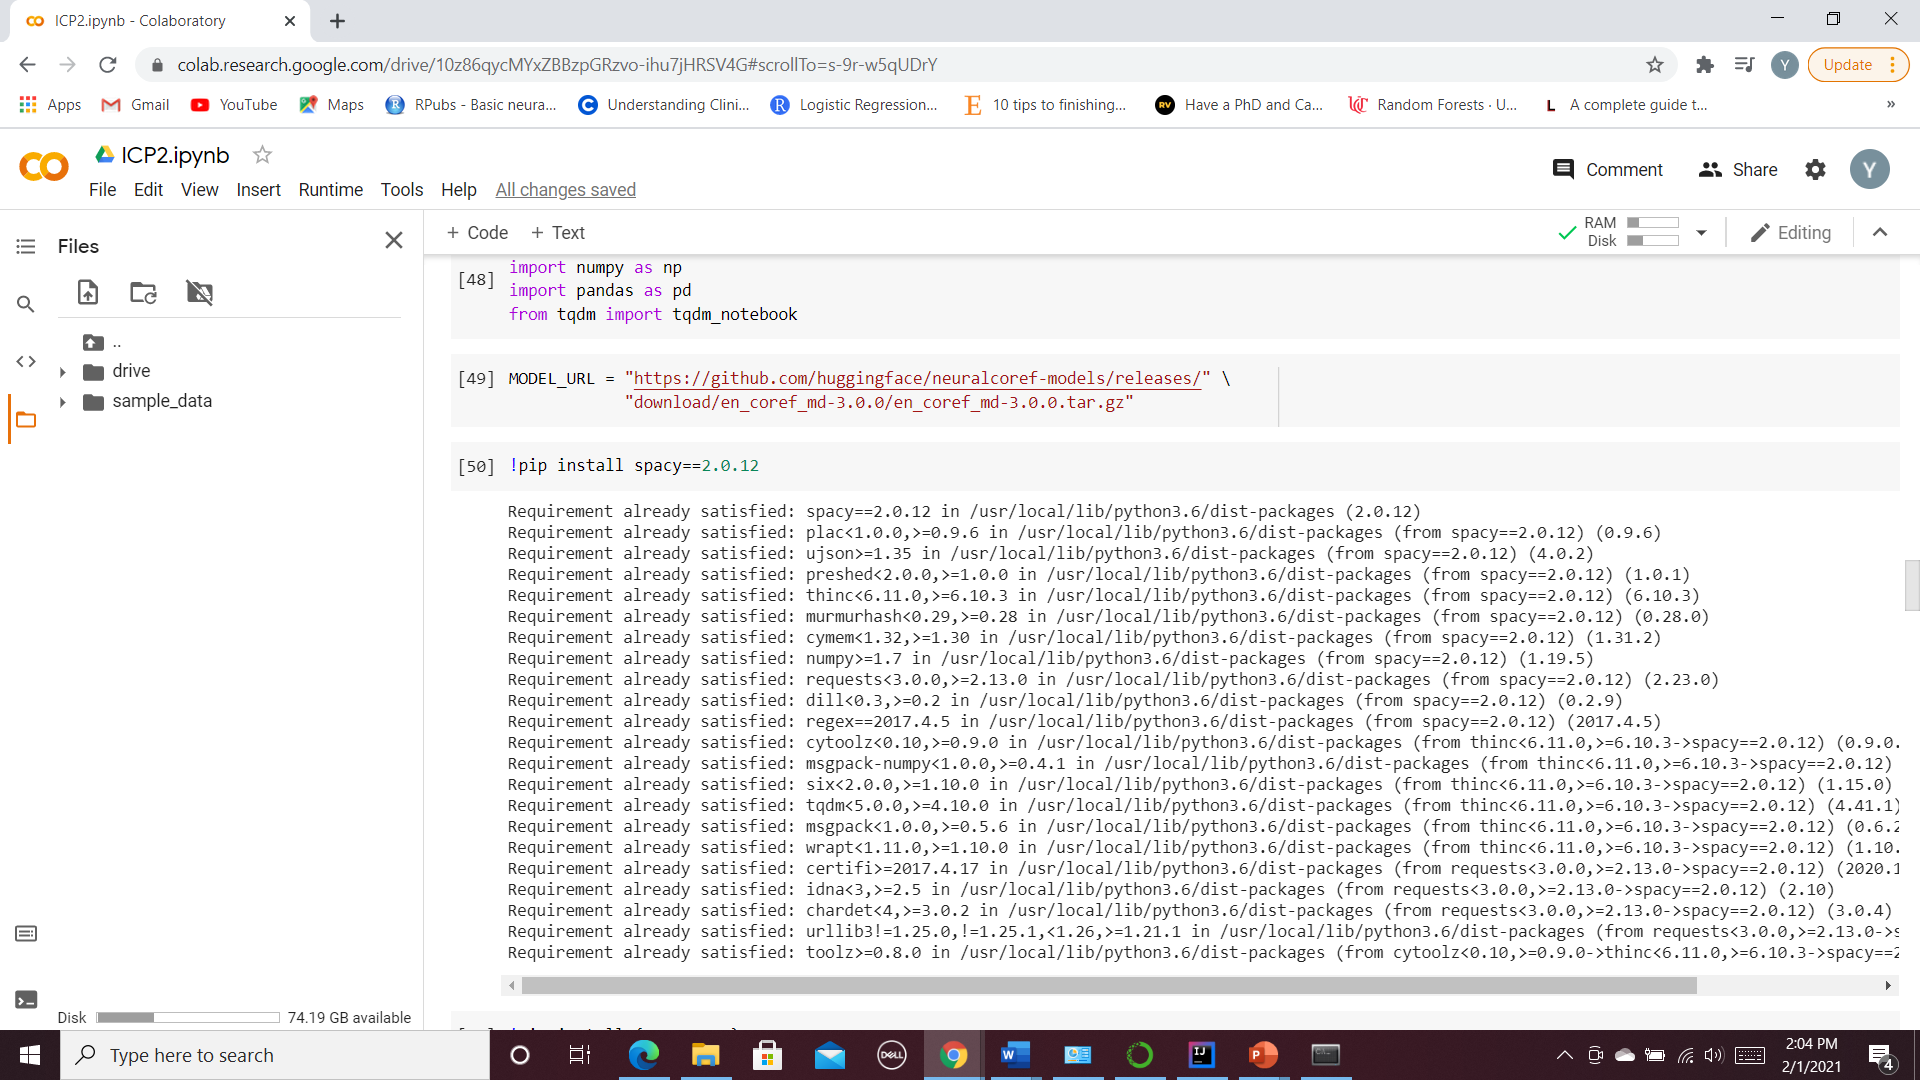 ICP2.ipynb - Colaboratory
colab.research.google.com/drive/10z86qycMYxZBBzpGRzvo-ihu7jHRSV4G#scrollTo=s-9r-w5qUDrY
Y
Update
Apps
Gmail
YouTube
Maps
RPubs - Basic neura...
Understanding Clini...
Logistic Regression...
10 tips to finishing...
Have a PhD and Ca...
Random Forests · U...
A complete guide t...
»
ICP2.ipynb
File Edit View Insert Runtime Tools Help All changes saved
Comment
Share
Y
Files
+ Code + Text
RAM
Disk
Editing
..
drive
sample_data
[48]
import numpy as np
import pandas as pd
from tqdm import tqdm_notebook
[49] MODEL_URL = "https://github.com/huggingface/neuralcoref-models/releases/" \
"download/en_coref_md-3.0.0/en_coref_md-3.0.0.tar.gz"
[50] !pip install spacy==2.0.12
Requirement already satisfied: spacy==2.0.12 in /usr/local/lib/python3.6/dist-packages (2.0.12)
Requirement already satisfied: plac<1.0.0,>=0.9.6 in /usr/local/lib/python3.6/dist-packages (from spacy==2.0.12) (0.9.6)
Requirement already satisfied: ujson>=1.35 in /usr/local/lib/python3.6/dist-packages (from spacy==2.0.12) (4.0.2)
Requirement already satisfied: preshed<2.0.0,>=1.0.0 in /usr/local/lib/python3.6/dist-packages (from spacy==2.0.12) (1.0.1)
Requirement already satisfied: thinc<6.11.0,>=6.10.3 in /usr/local/lib/python3.6/dist-packages (from spacy==2.0.12) (6.10.3)
Requirement already satisfied: murmurhash<0.29,>=0.28 in /usr/local/lib/python3.6/dist-packages (from spacy==2.0.12) (0.28.0)
Requirement already satisfied: cymem<1.32,>=1.30 in /usr/local/lib/python3.6/dist-packages (from spacy==2.0.12) (1.31.2)
Requirement already satisfied: numpy>=1.7 in /usr/local/lib/python3.6/dist-packages (from spacy==2.0.12) (1.19.5)
Requirement already satisfied: requests<3.0.0,>=2.13.0 in /usr/local/lib/python3.6/dist-packages (from spacy==2.0.12) (2.23.0)
Requirement already satisfied: dill<0.3,>=0.2 in /usr/local/lib/python3.6/dist-packages (from spacy==2.0.12) (0.2.9)
Requirement already satisfied: regex==2017.4.5 in /usr/local/lib/python3.6/dist-packages (from spacy==2.0.12) (2017.4.5)
Requirement already satisfied: cytoolz<0.10,>=0.9.0 in /usr/local/lib/python3.6/dist-packages (from thinc<6.11.0,>=6.10.3->spacy==2.0.12) (0.9.0.
Requirement already satisfied: msgpack-numpy<1.0.0,>=0.4.1 in /usr/local/lib/python3.6/dist-packages (from thinc<6.11.0,>=6.10.3->spacy==2.0.12)
Requirement already satisfied: six<2.0.0,>=1.10.0 in /usr/local/lib/python3.6/dist-packages (from thinc<6.11.0,>=6.10.3->spacy==2.0.12) (1.15.0)
Requirement already satisfied: tqdm<5.0.0,>=4.10.0 in /usr/local/lib/python3.6/dist-packages (from thinc<6.11.0,>=6.10.3->spacy==2.0.12) (4.41.1)
Requirement already satisfied: msgpack<1.0.0,>=0.5.6 in /usr/local/lib/python3.6/dist-packages (from thinc<6.11.0,>=6.10.3->spacy==2.0.12) (0.6.2
Requirement already satisfied: wrapt<1.11.0,>=1.10.0 in /usr/local/lib/python3.6/dist-packages (from thinc<6.11.0,>=6.10.3->spacy==2.0.12) (1.10.
Requirement already satisfied: certifi>=2017.4.17 in /usr/local/lib/python3.6/dist-packages (from requests<3.0.0,>=2.13.0->spacy==2.0.12) (2020.1
Requirement already satisfied: idna<3,>=2.5 in /usr/local/lib/python3.6/dist-packages (from requests<3.0.0,>=2.13.0->spacy==2.0.12) (2.10)
Requirement already satisfied: chardet<4,>=3.0.2 in /usr/local/lib/python3.6/dist-packages (from requests<3.0.0,>=2.13.0->spacy==2.0.12) (3.0.4)
Requirement already satisfied: urllib3!=1.25.0,!=1.25.1,<1.26,>=1.21.1 in /usr/local/lib/python3.6/dist-packages (from requests<3.0.0,>=2.13.0->s
Requirement already satisfied: toolz>=0.8.0 in /usr/local/lib/python3.6/dist-packages (from cytoolz<0.10,>=0.9.0->thinc<6.11.0,>=6.10.3->spacy==2
Disk 74.19 GB available
Type here to search
DELL
2:04 PM
2/1/2021
4